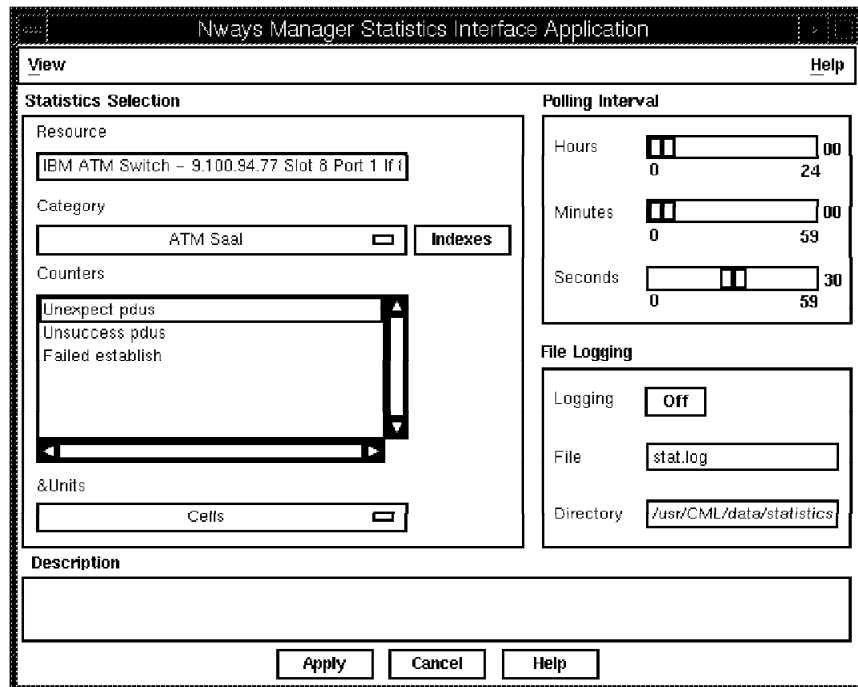 Nways Manager Statistics Interface Application
View Help
Statistics Selection
Resource
IBM ATM Switch – 9.100.94.77 Slot 8 Port 1 If
Category
ATM Saal Indexes
Counters
Unexpect pdus
Unsuccess pdus
Failed establish
&Units
Cells
Polling Interval
Hours 00
0 24
Minutes 00
0 59
Seconds 30
0 59
File Logging
Logging Off
File stat.log
Directory /usr/CML/data/statistics
Description
Apply Cancel Help